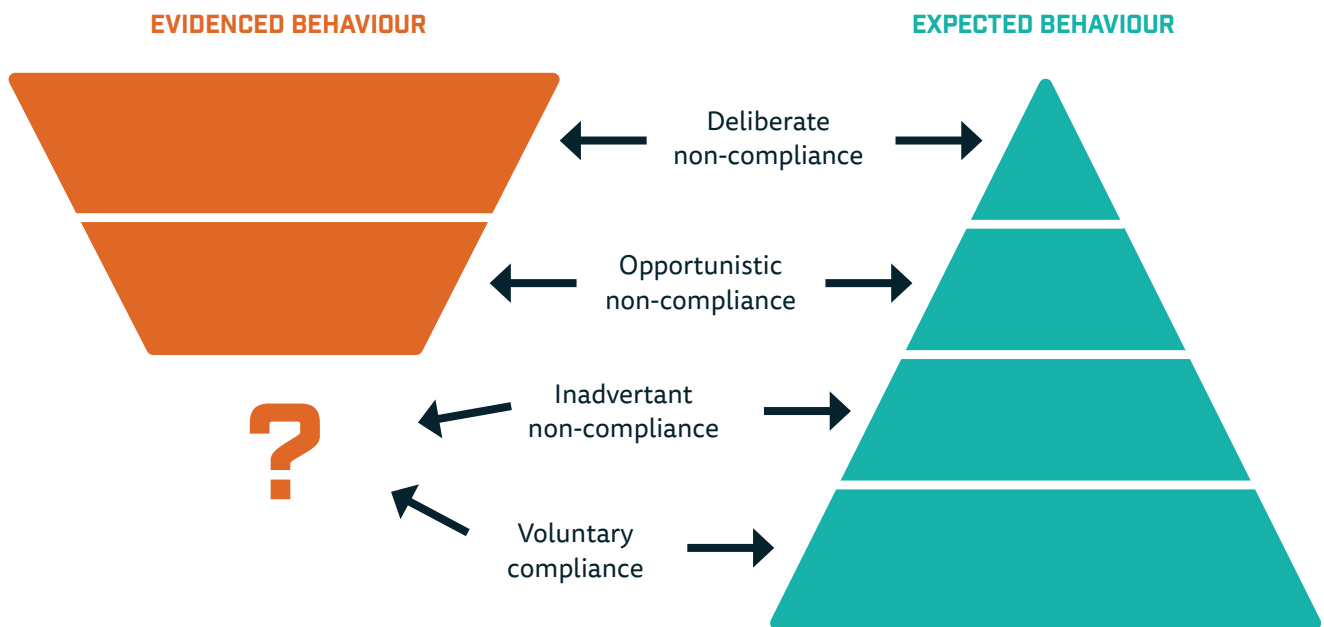 EVIDENCED BEHAVIOUR
EXPECTED BEHAVIOUR
Deliberate
non-compliance
Opportunistic
non-compliance
Inadvertant
non-compliance
?
Voluntary
compliance